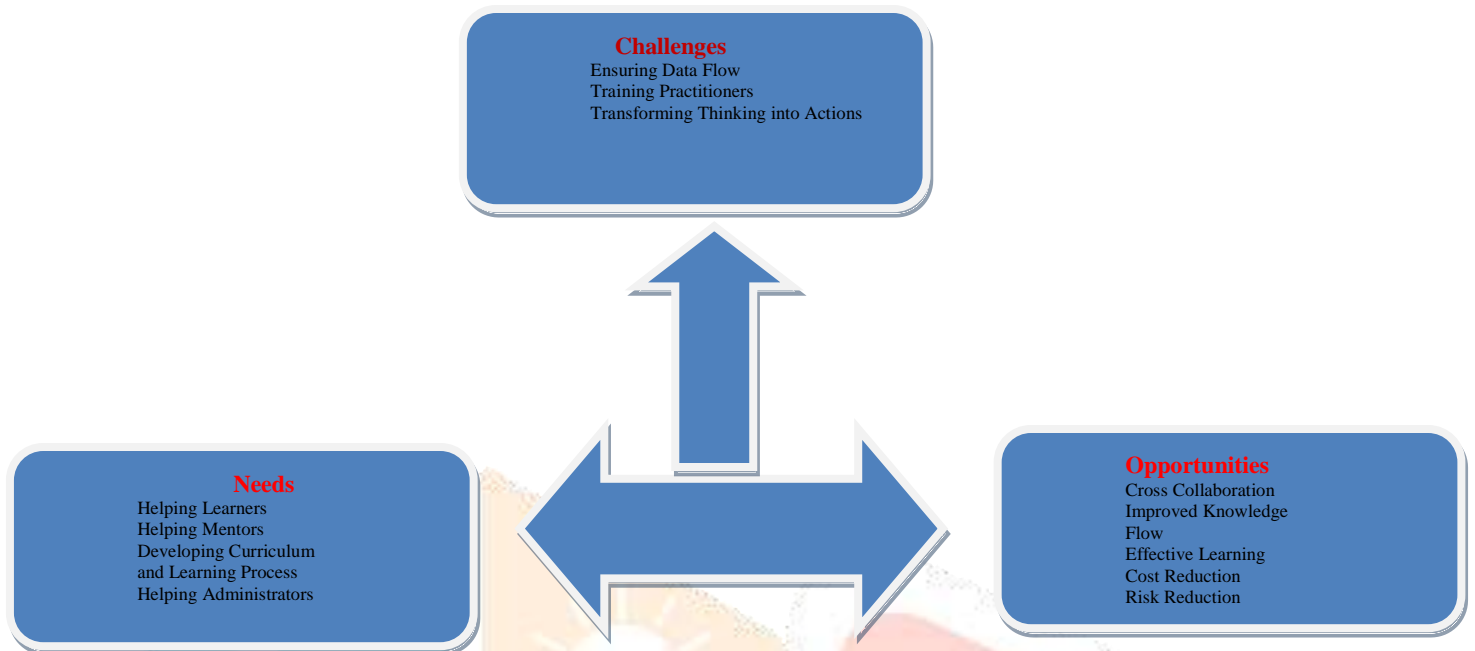 Challenges
Ensuring Data Flow
Training Practitioners
Transforming Thinking into Actions
Needs
Helping Learners
Helping Mentors
Developing Curriculum
and Learning Process
Helping Administrators
Opportunities
Cross Collaboration
Improved Knowledge
Flow
Effective Learning
Cost Reduction
Risk Reduction